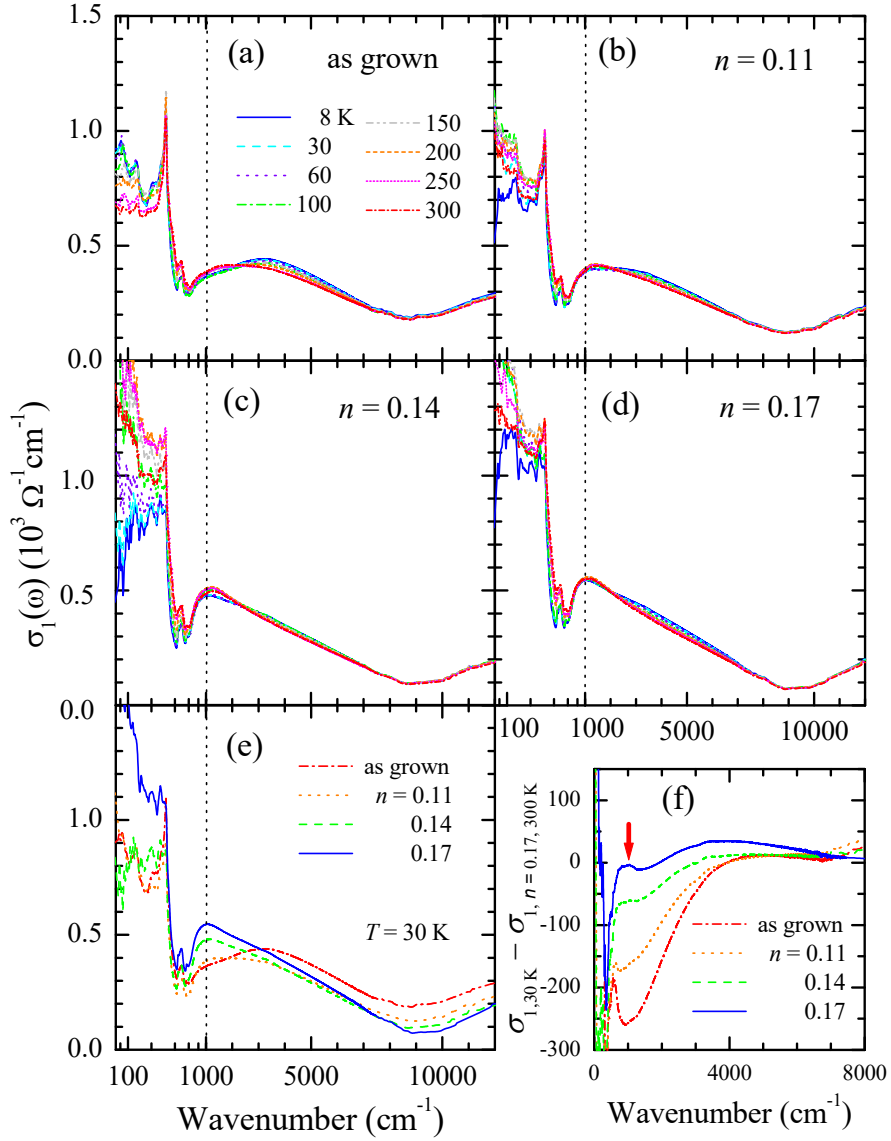 1.5
(a)
as grown
(b)
n = 0.11
8 K
30
60
100
150
200
250
300
1.0
0.5
0.0
(c)
n = 0.14
(d)
n = 0.17
1.0
0.5
0.0
σ₁(ω) (10³ Ω⁻¹cm⁻¹)
100
1000
5000
10000
(e)
as grown
n = 0.11
0.14
0.17
T = 30 K
1.0
0.5
0.0
100
1000
5000
10000
Wavenumber (cm⁻¹)
(f)
100
0
-100
-200
-300
σ₁,₃₀ K − σ₁, n = 0.17, 300 K
as grown
n = 0.11
0.14
0.17
0
4000
8000
Wavenumber (cm⁻¹)